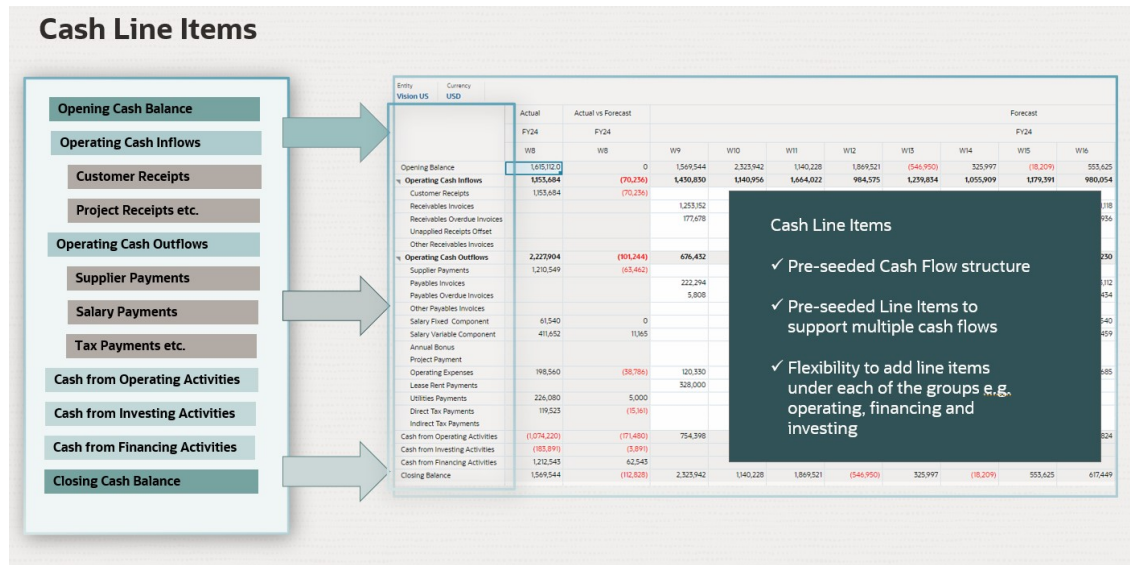 Cash Line Items
Opening Cash Balance
Operating Cash Inflows
Customer Receipts
Project Receipts etc.
Operating Cash Outflows
Supplier Payments
Salary Payments
Tax Payments etc.
Cash from Operating Activities
Cash from Investing Activities
Cash from Financing Activities
Closing Cash Balance
Entity Currency
Vision US USD
Actual Actual vs Forecast Forecast
FY24 FY24 FY24
W8 W8 W9 W10 W11 W12 W13 W14 W15 W16
Opening Balance 1,615,112.0 0 1,569,544 2,323,942 1,140,228 1,869,521 (546,950) 325,997 (18,209) 553,625
Operating Cash Inflows 1,153,684 (70,236) 1,430,830 1,140,956 1,664,022 984,575 1,239,834 1,055,909 1,179,391 980,054
Customer Receipts 1,153,684 (70,236)
Receivables Invoices 1,253,152
Receivables Overdue Invoices 177,678
Unapplied Receipts Offset
Other Receivables Invoices
Operating Cash Outflows 2,227,904 (101,244) 676,432 230
Supplier Payments 1,210,549 (63,462)
Payables Invoices 222,294
Payables Overdue Invoices 5,808 434
Other Payables Invoices
Salary Fixed Component 61,540 0 540
Salary Variable Component 411,652 11,165 459
Annual Bonus
Project Payment
Operating Expenses 198,560 (38,786) 120,330 685
Lease Rent Payments 328,000
Utilities Payments 226,080 5,000
Direct Tax Payments 119,523 (15,161)
Indirect Tax Payments
Cash from Operating Activities (1,074,220) (171,480) 754,398 824
Cash from Investing Activities (183,891) (3,891)
Cash from Financing Activities 1,212,543 62,543
Closing Balance 1,569,544 (112,828) 2,323,942 1,140,228 1,869,521 (546,950) 325,997 (18,209) 553,625 617,449
Cash Line Items
✓ Pre-seeded Cash Flow structure
✓ Pre-seeded Line Items to
support multiple cash flows
✓ Flexibility to add line items
under each of the groups e.g.
operating, financing and
investing